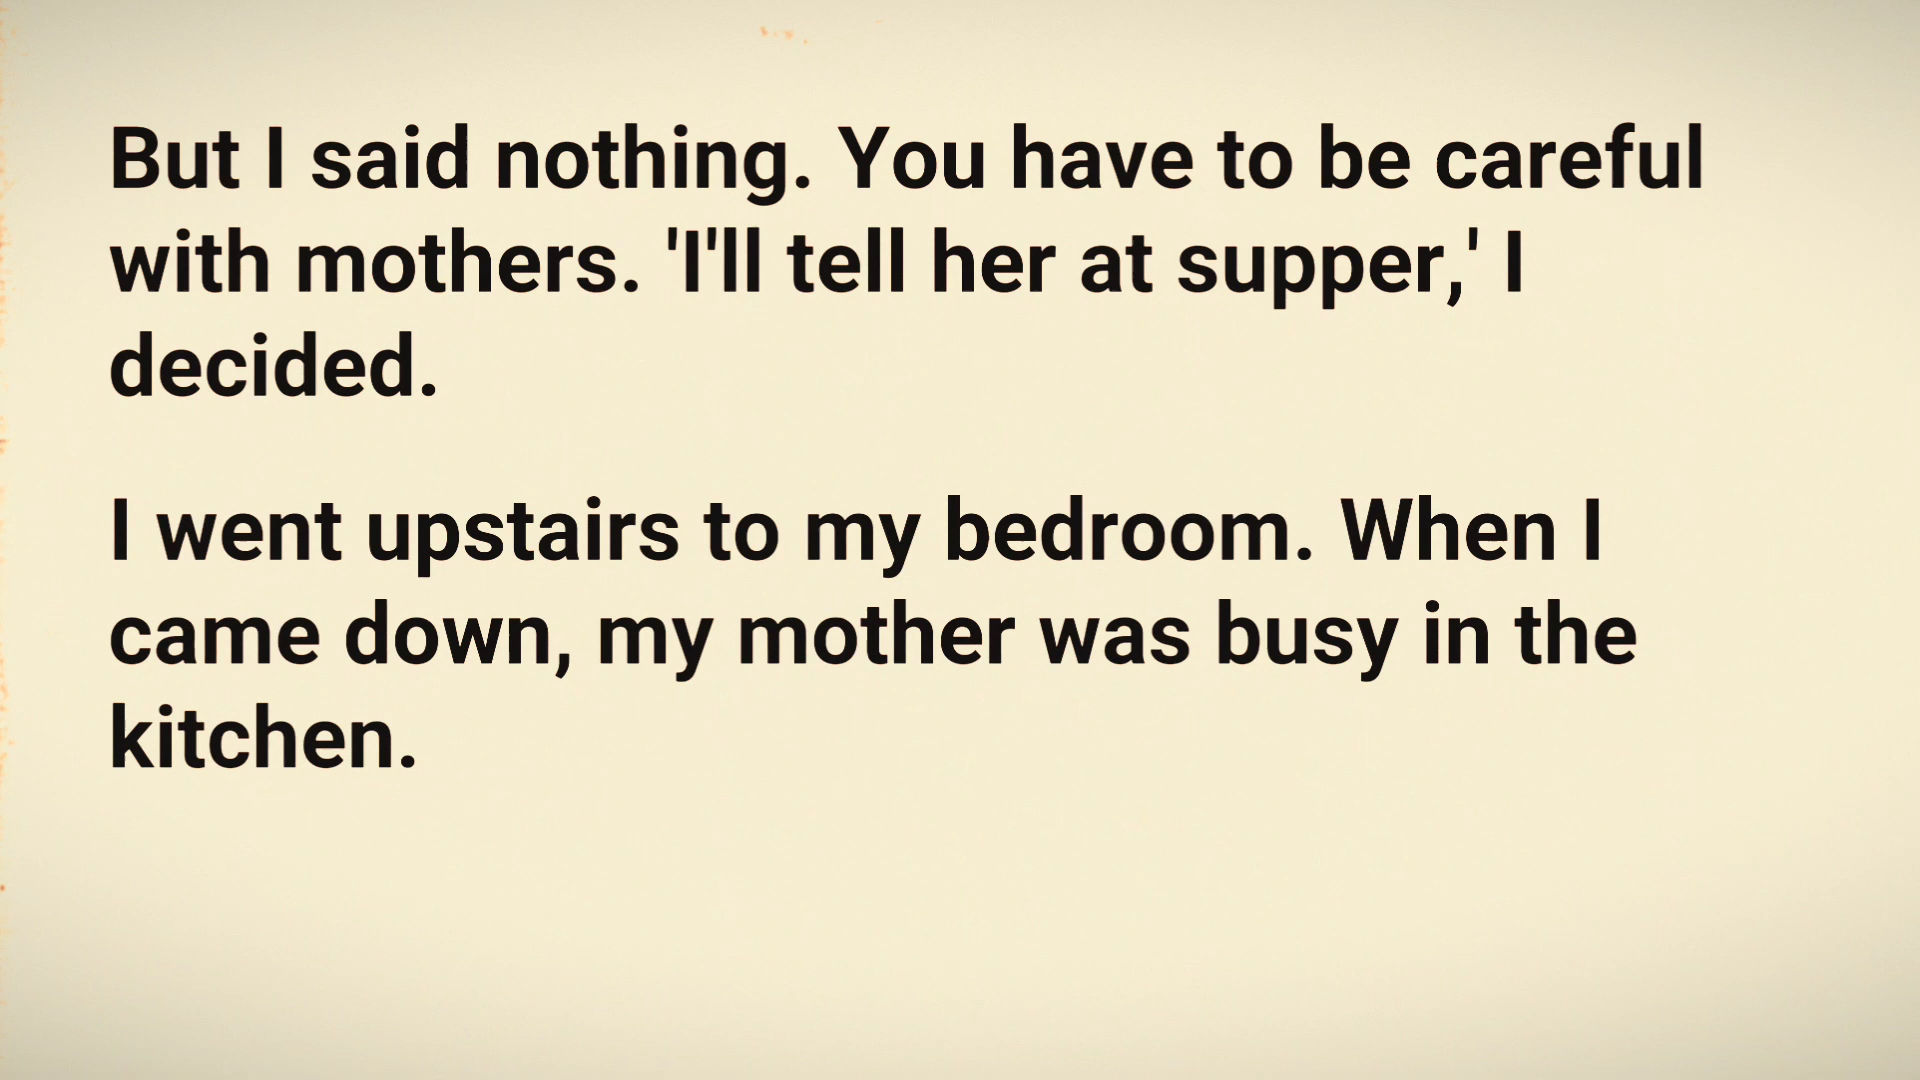 But I said nothing. You have to be careful
with mothers. 'I'll tell her at supper,' I
decided.
I went upstairs to my bedroom. When I
came down, my mother was busy in the
kitchen.